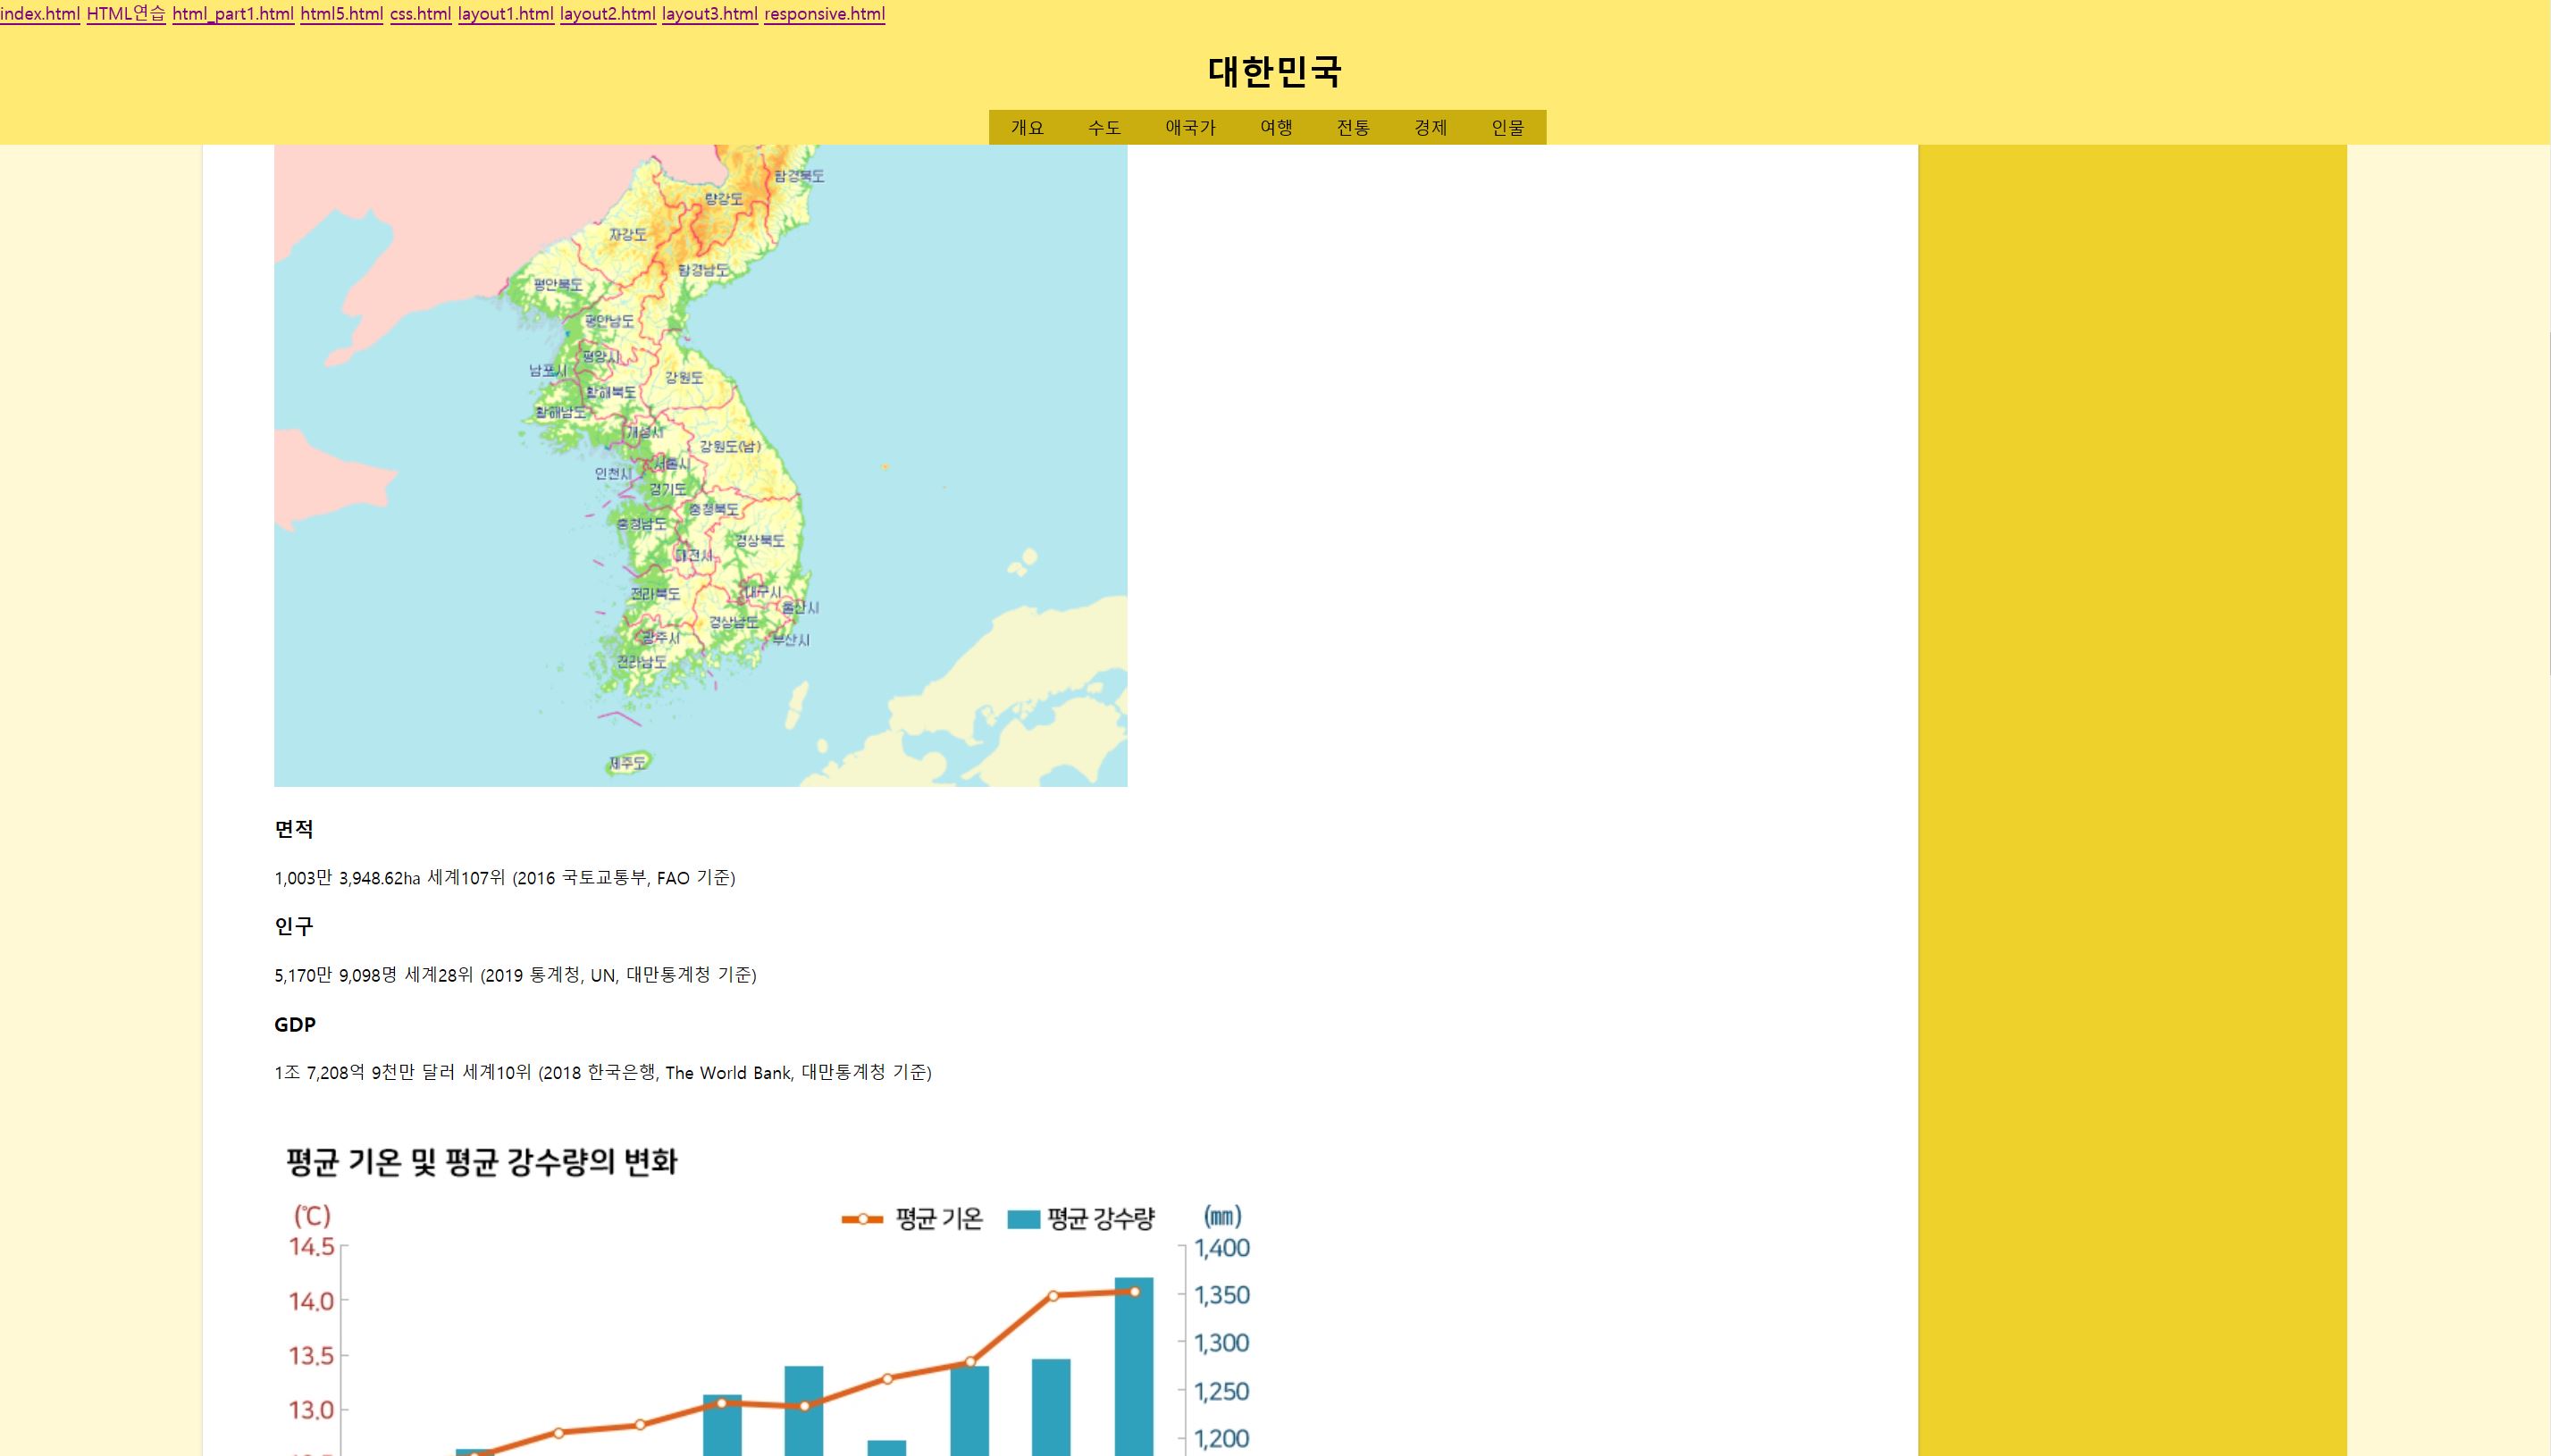 index.html HTML연습 html_part1.html html5.html css.html layout1.html layout2.html layout3.html responsive.html
대한민국
개요 수도 애국가 여행 전통 경제 인물
함경북도
량강도
자강도
함경남도
평안북도
평안남도
평양시
남포시
강원도
황해북도
황해남도
개성시
강원도(남)
서울시
인천시
경기도
충청북도
충청남도
경상북도
대전시
전라북도
대구시
울산시
경상남도
광주시
부산시
전라남도
제주도
면적
1,003만 3,948.62ha 세계107위 (2016 국토교통부, FAO 기준)
인구
5,170만 9,098명 세계28위 (2019 통계청, UN, 대만통계청 기준)
GDP
1조 7,208억 9천만 달러 세계10위 (2018 한국은행, The World Bank, 대만통계청 기준)
평균 기온 및 평균 강수량의 변화
(℃) 평균 기온 평균 강수량 (㎜)
14.5 1,400
14.0 1,350
13.5 1,300
1,250
13.0
1,200